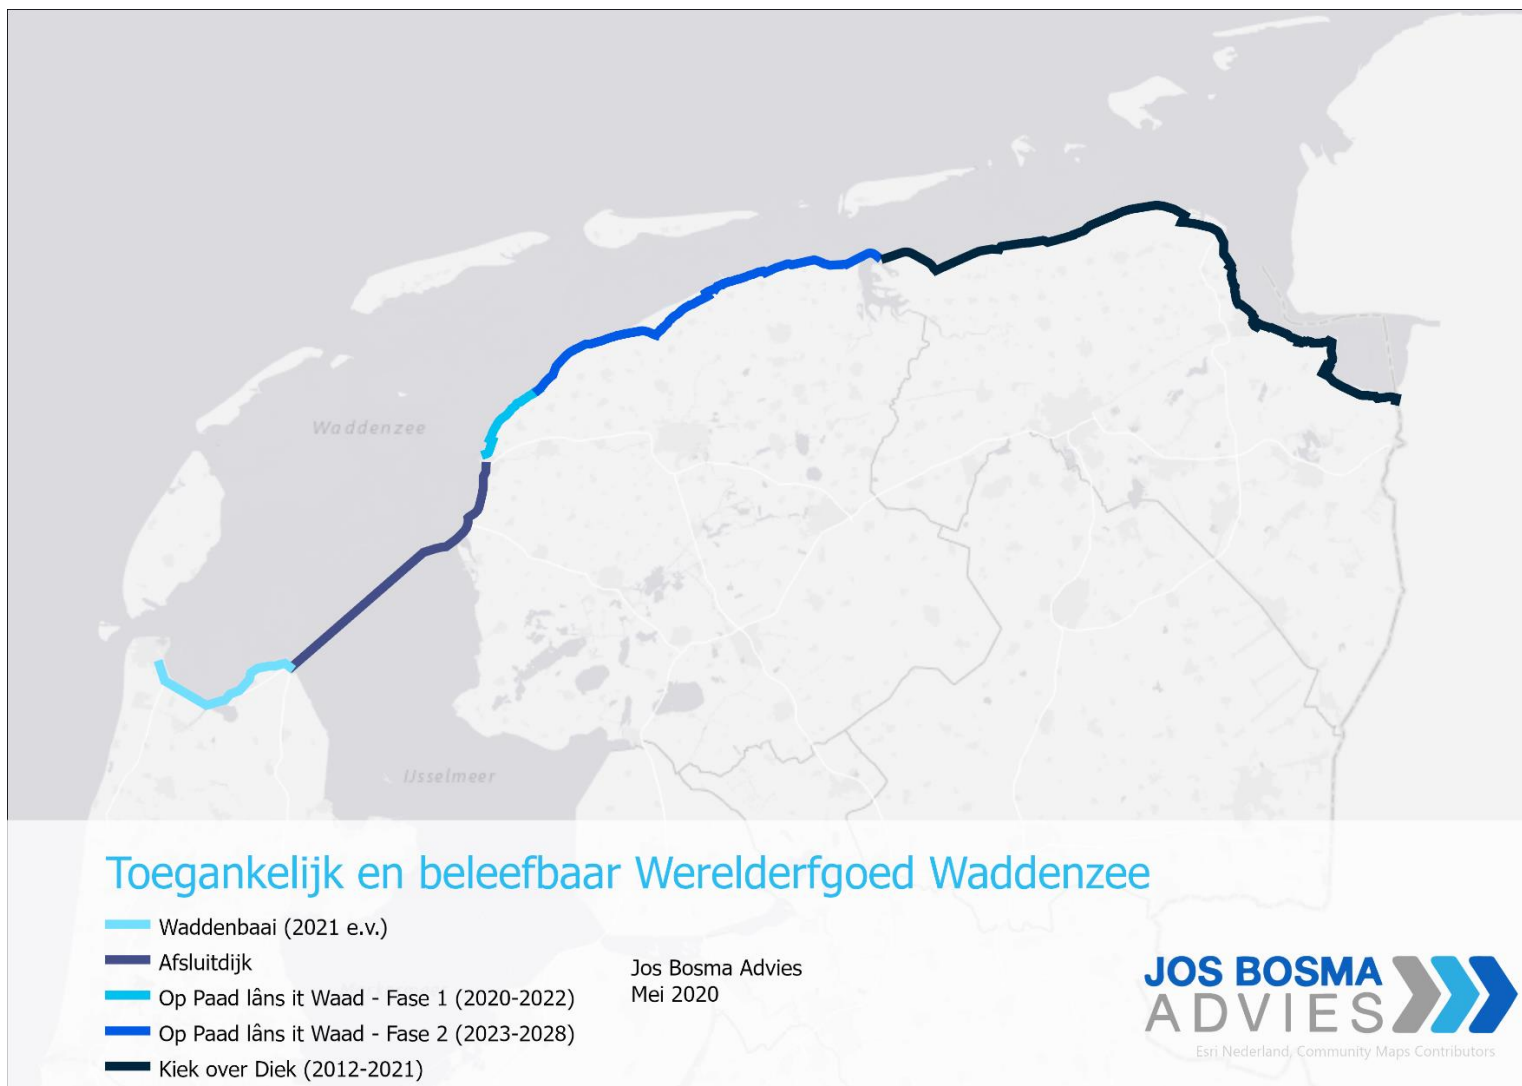 Waddenzee
IJsselmeer
Toegankelijk en beleefbaar Werelderfgoed Waddenzee
Waddenbaai (2021 e.v.)
Afsluitdijk
Op Paad lâns it Waad - Fase 1 (2020-2022)
Op Paad lâns it Waad - Fase 2 (2023-2028)
Kiek over Diek (2012-2021)
Jos Bosma Advies
Mei 2020
JOS BOSMA
ADVIES
Esri Nederland, Community Maps Contributors